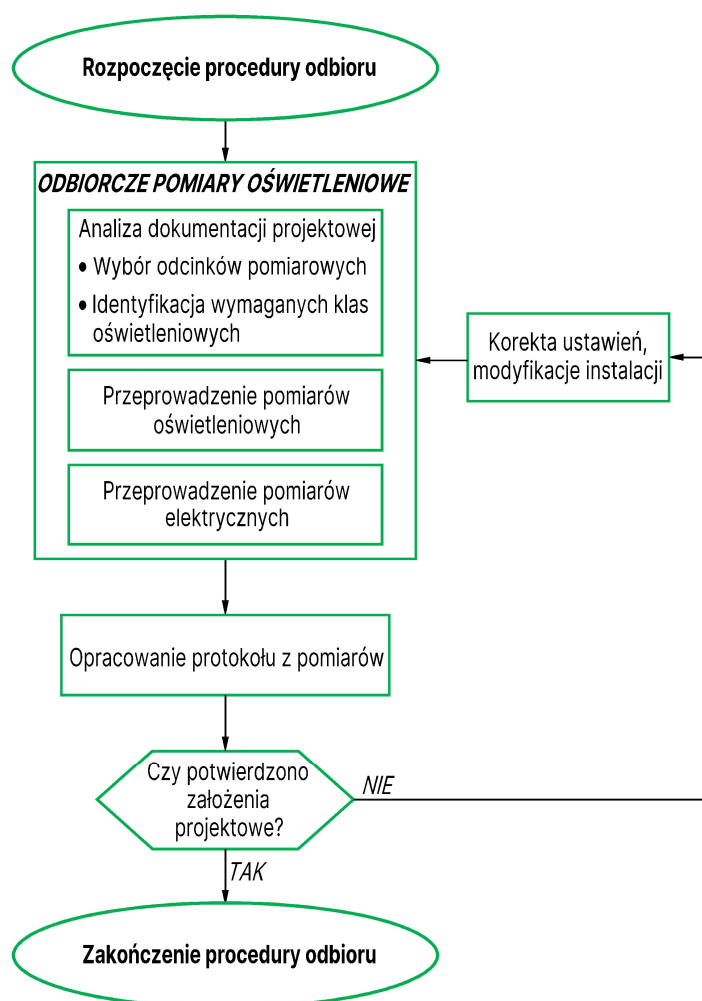 Rozpoczęcie procedury odbioru
ODBIORCZE POMIARY OŚWIETLENIOWE
Analiza dokumentacji projektowej
• Wybór odcinków pomiarowych
• Identyfikacja wymaganych klas
oświetleniowych
Przeprowadzenie pomiarów
oświetleniowych
Przeprowadzenie pomiarów
elektrycznych
Korekta ustawień,
modyfikacje instalacji
Opracowanie protokołu z pomiarów
Czy potwierdzono
założenia
projektowe?
NIE
TAK
Zakończenie procedury odbioru